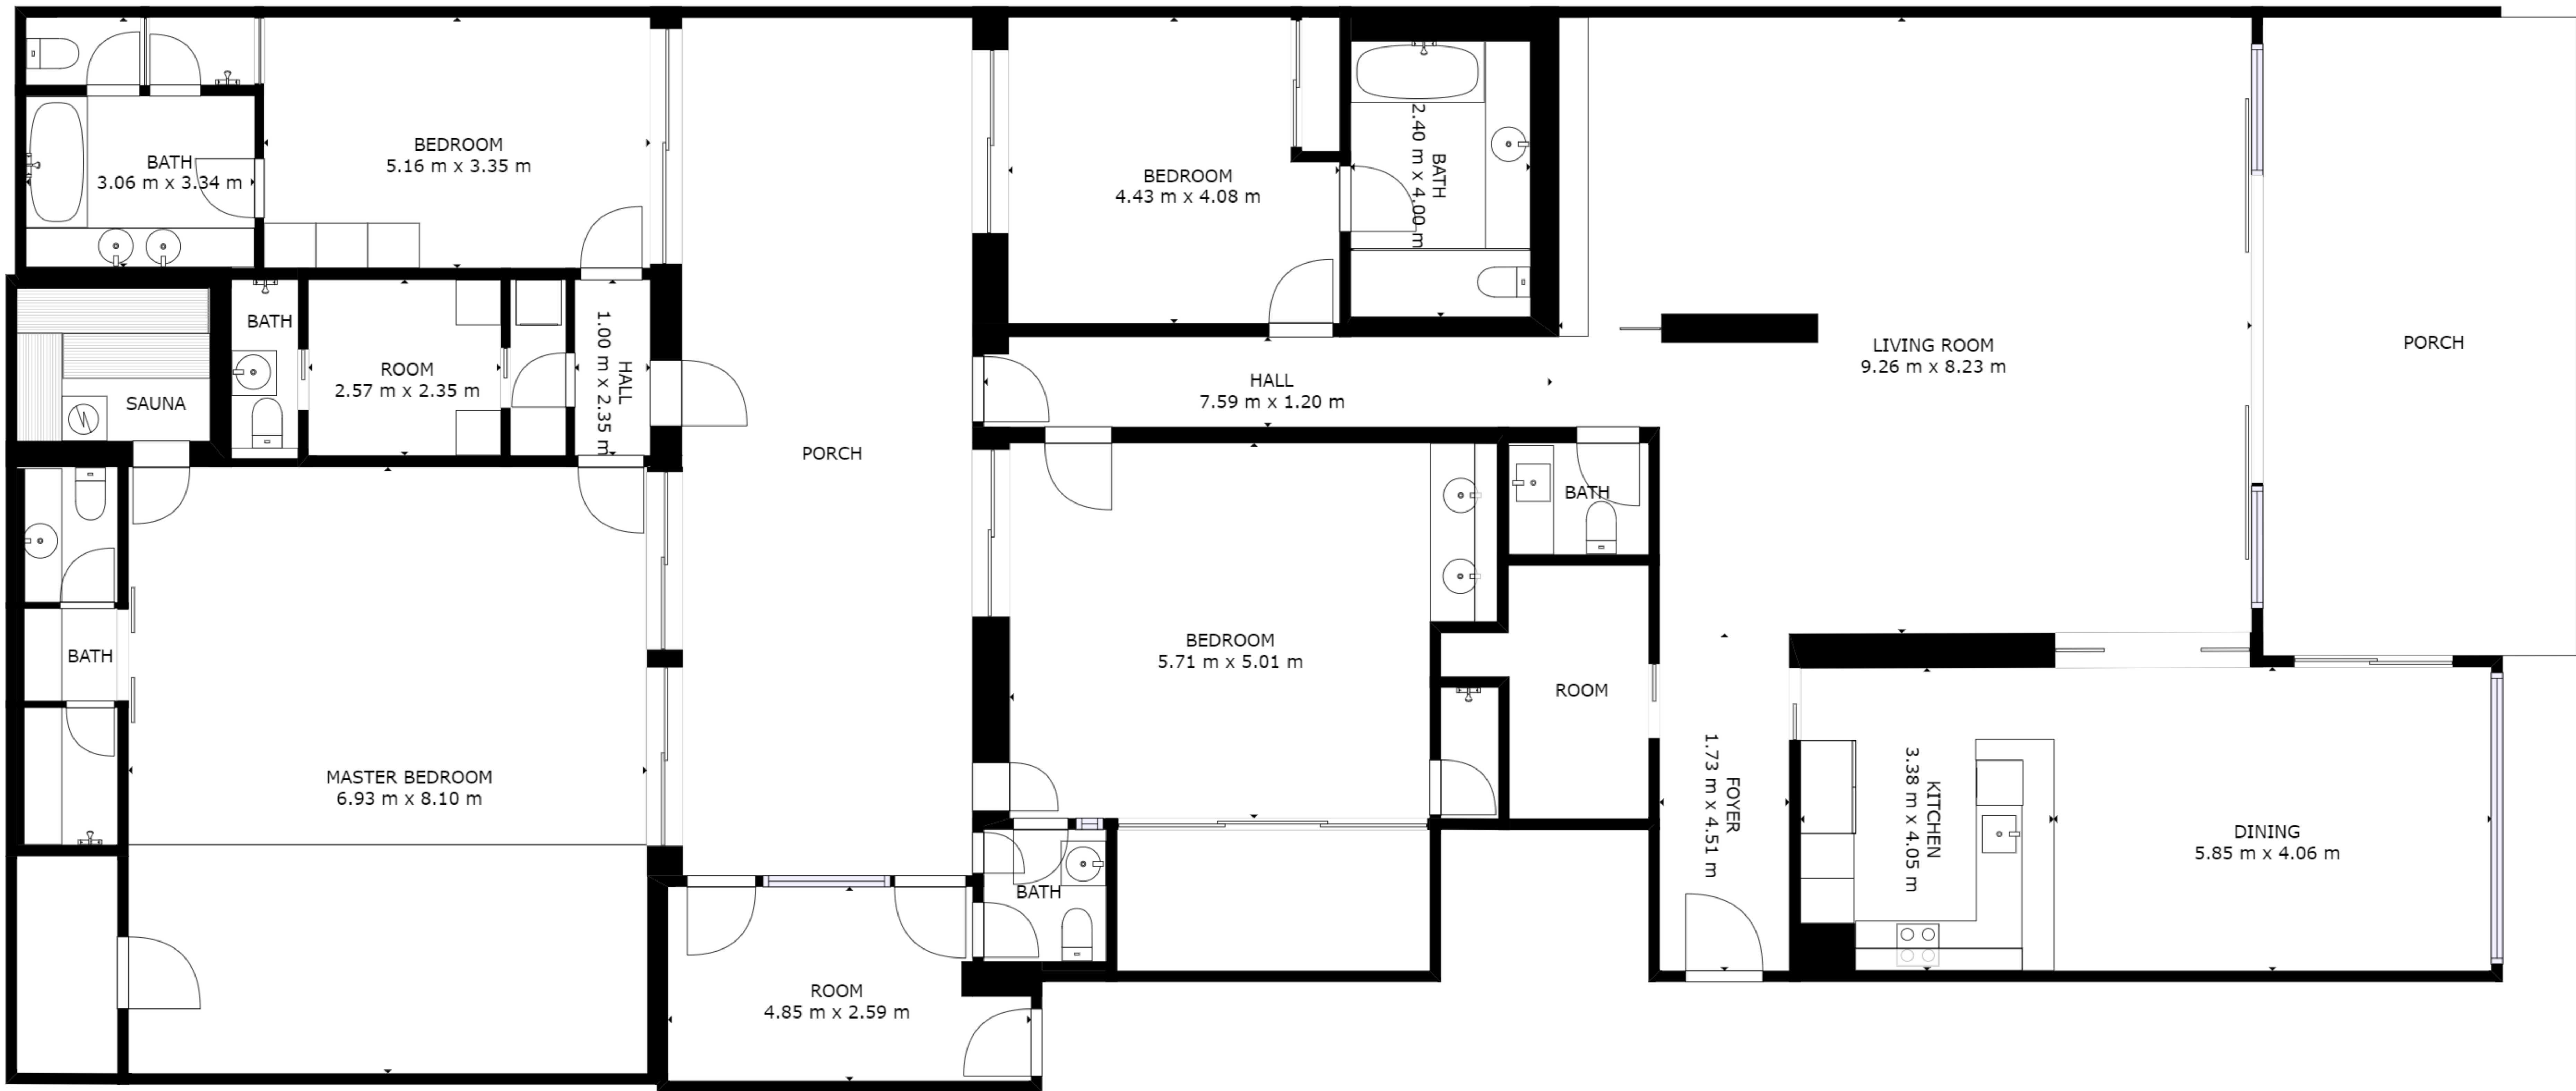 BATH
3.06 m x 3.34 m
BEDROOM
5.16 m x 3.35 m
BEDROOM
4.43 m x 4.08 m
BATH
2.40 m x 4.00 m
SAUNA
BATH
ROOM
2.57 m x 2.35 m
HALL
1.00 m x 2.35 m
PORCH
HALL
7.59 m x 1.20 m
LIVING ROOM
9.26 m x 8.23 m
PORCH
BATH
BATH
MASTER BEDROOM
6.93 m x 8.10 m
BEDROOM
5.71 m x 5.01 m
ROOM
FOYER
1.73 m x 4.51 m
KITCHEN
3.38 m x 4.05 m
DINING
5.85 m x 4.06 m
BATH
ROOM
4.85 m x 2.59 m